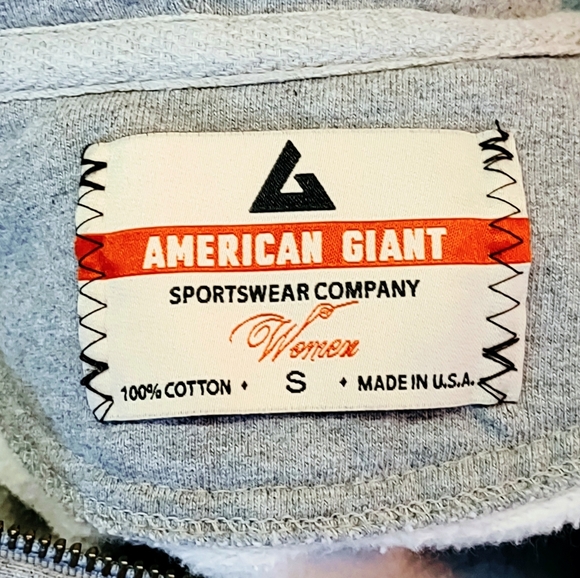 AMERICAN GIANT
SPORTSWEAR COMPANY
Women
100% COTTON • S • MADE IN U.S.A.